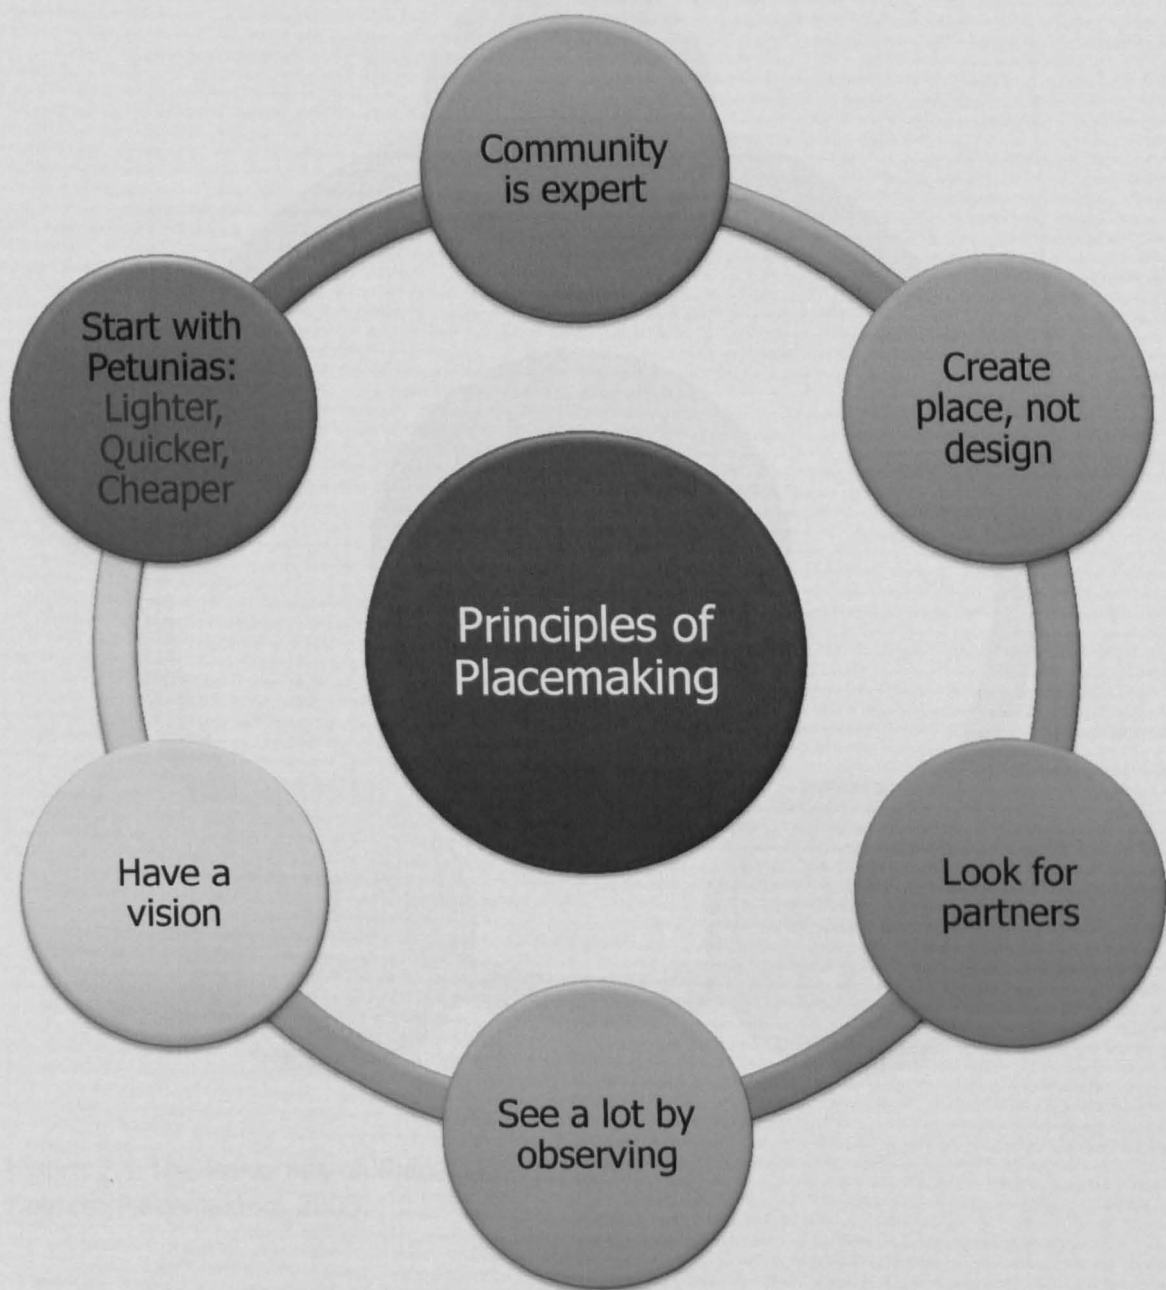 Community
is expert
Create
place, not
design
Look for
partners
See a lot by
observing
Have a
vision
Start with
Petunias:
Lighter,
Quicker,
Cheaper
Principles of
Placemaking